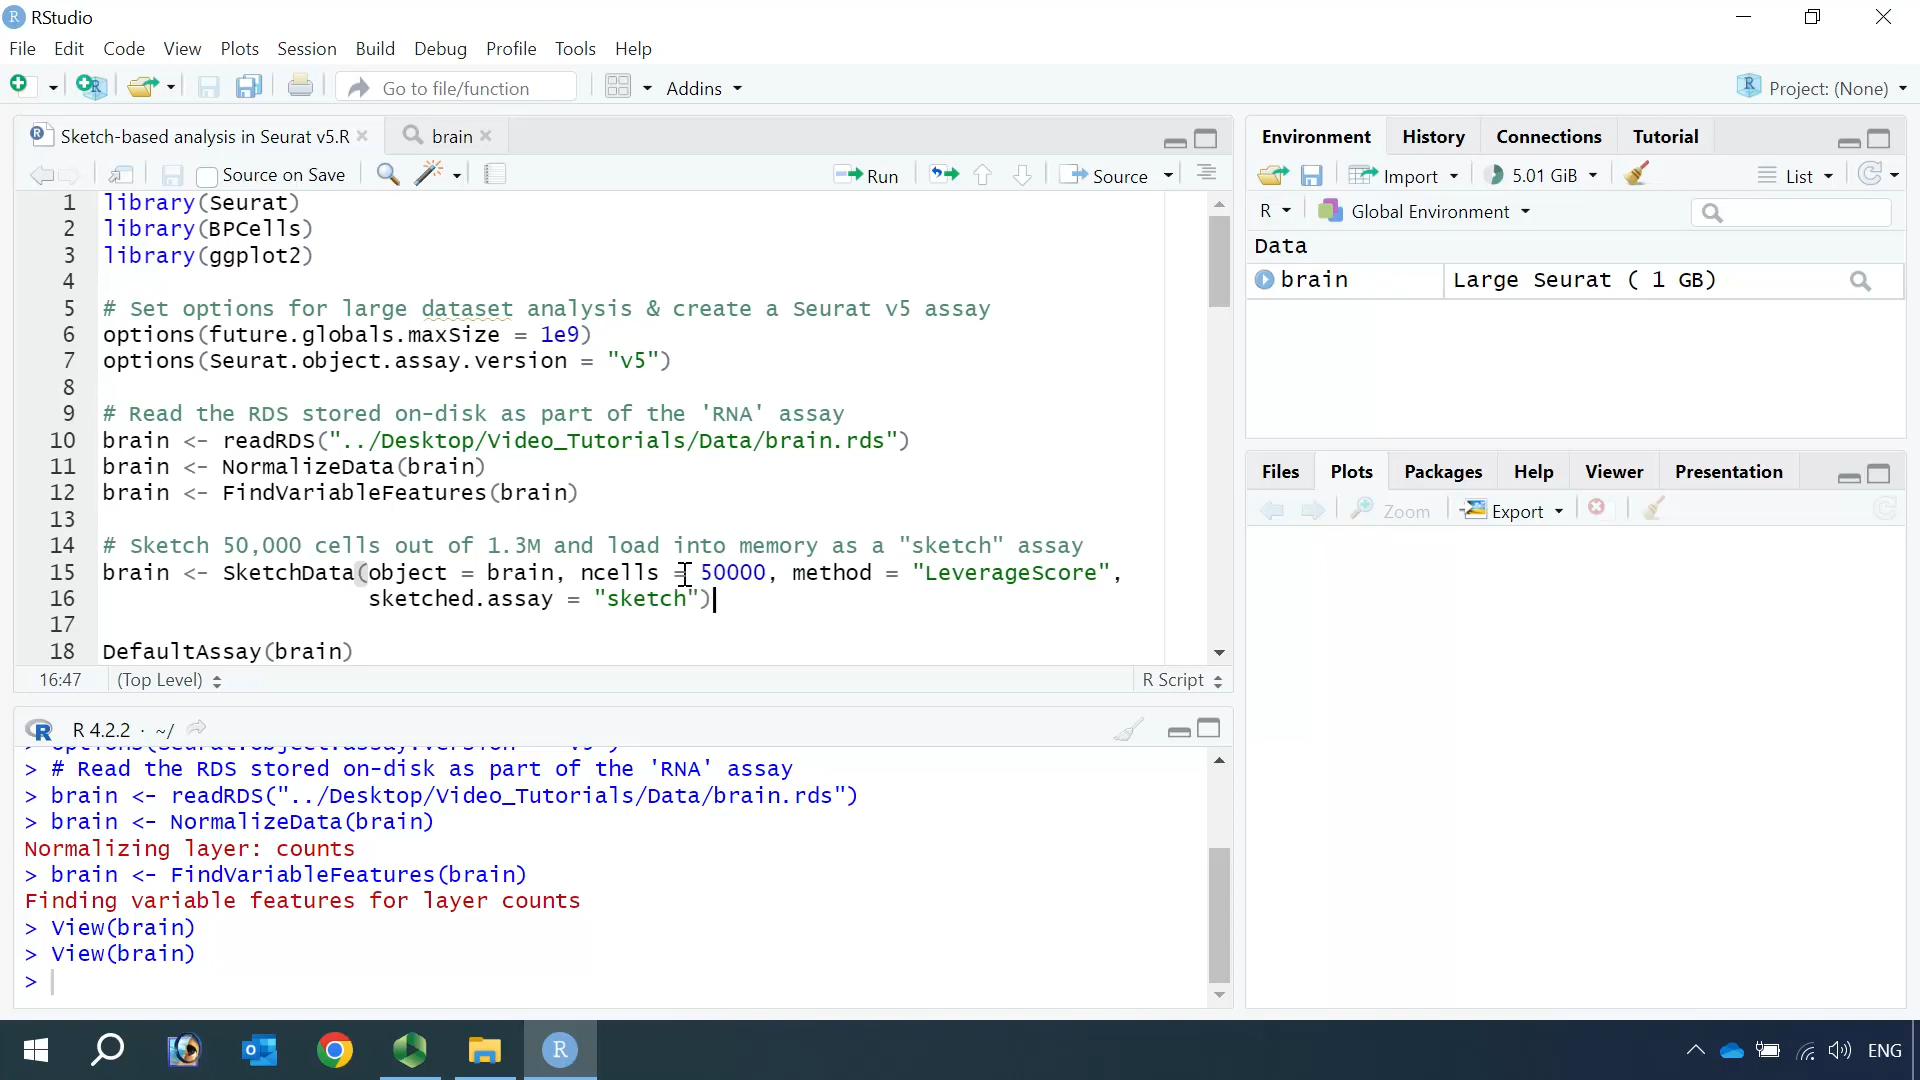 RStudio
File Edit Code View Plots Session Build Debug Profile Tools Help
Go to file/function Addins Project: (None)
Sketch-based analysis in Seurat v5.R brain
Source on Save Run Source
1 library(Seurat)
2 library(BPCells)
3 library(ggplot2)
4
5 # Set options for large dataset analysis & create a Seurat v5 assay
6 options(future.globals.maxSize = 1e9)
7 options(Seurat.object.assay.version = "v5")
8
9 # Read the RDS stored on-disk as part of the 'RNA' assay
10 brain <- readRDS("../Desktop/Video_Tutorials/Data/brain.rds")
11 brain <- NormalizeData(brain)
12 brain <- FindVariableFeatures(brain)
13
14 # Sketch 50,000 cells out of 1.3M and load into memory as a "sketch" assay
15 brain <- SketchData(object = brain, ncells = 50000, method = "LeverageScore",
16 sketched.assay = "sketch")
17
18 DefaultAssay(brain)
16:47 (Top Level) R Script
R 4.2.2 · ~/
> options(Seurat.object.assay.version = "v5")
> # Read the RDS stored on-disk as part of the 'RNA' assay
> brain <- readRDS("../Desktop/Video_Tutorials/Data/brain.rds")
> brain <- NormalizeData(brain)
Normalizing layer: counts
> brain <- FindVariableFeatures(brain)
Finding variable features for layer counts
> View(brain)
> View(brain)
>
Environment History Connections Tutorial
Import 5.01 GiB List
R Global Environment
Data
brain Large Seurat ( 1 GB)
Files Plots Packages Help Viewer Presentation
Zoom Export
ENG